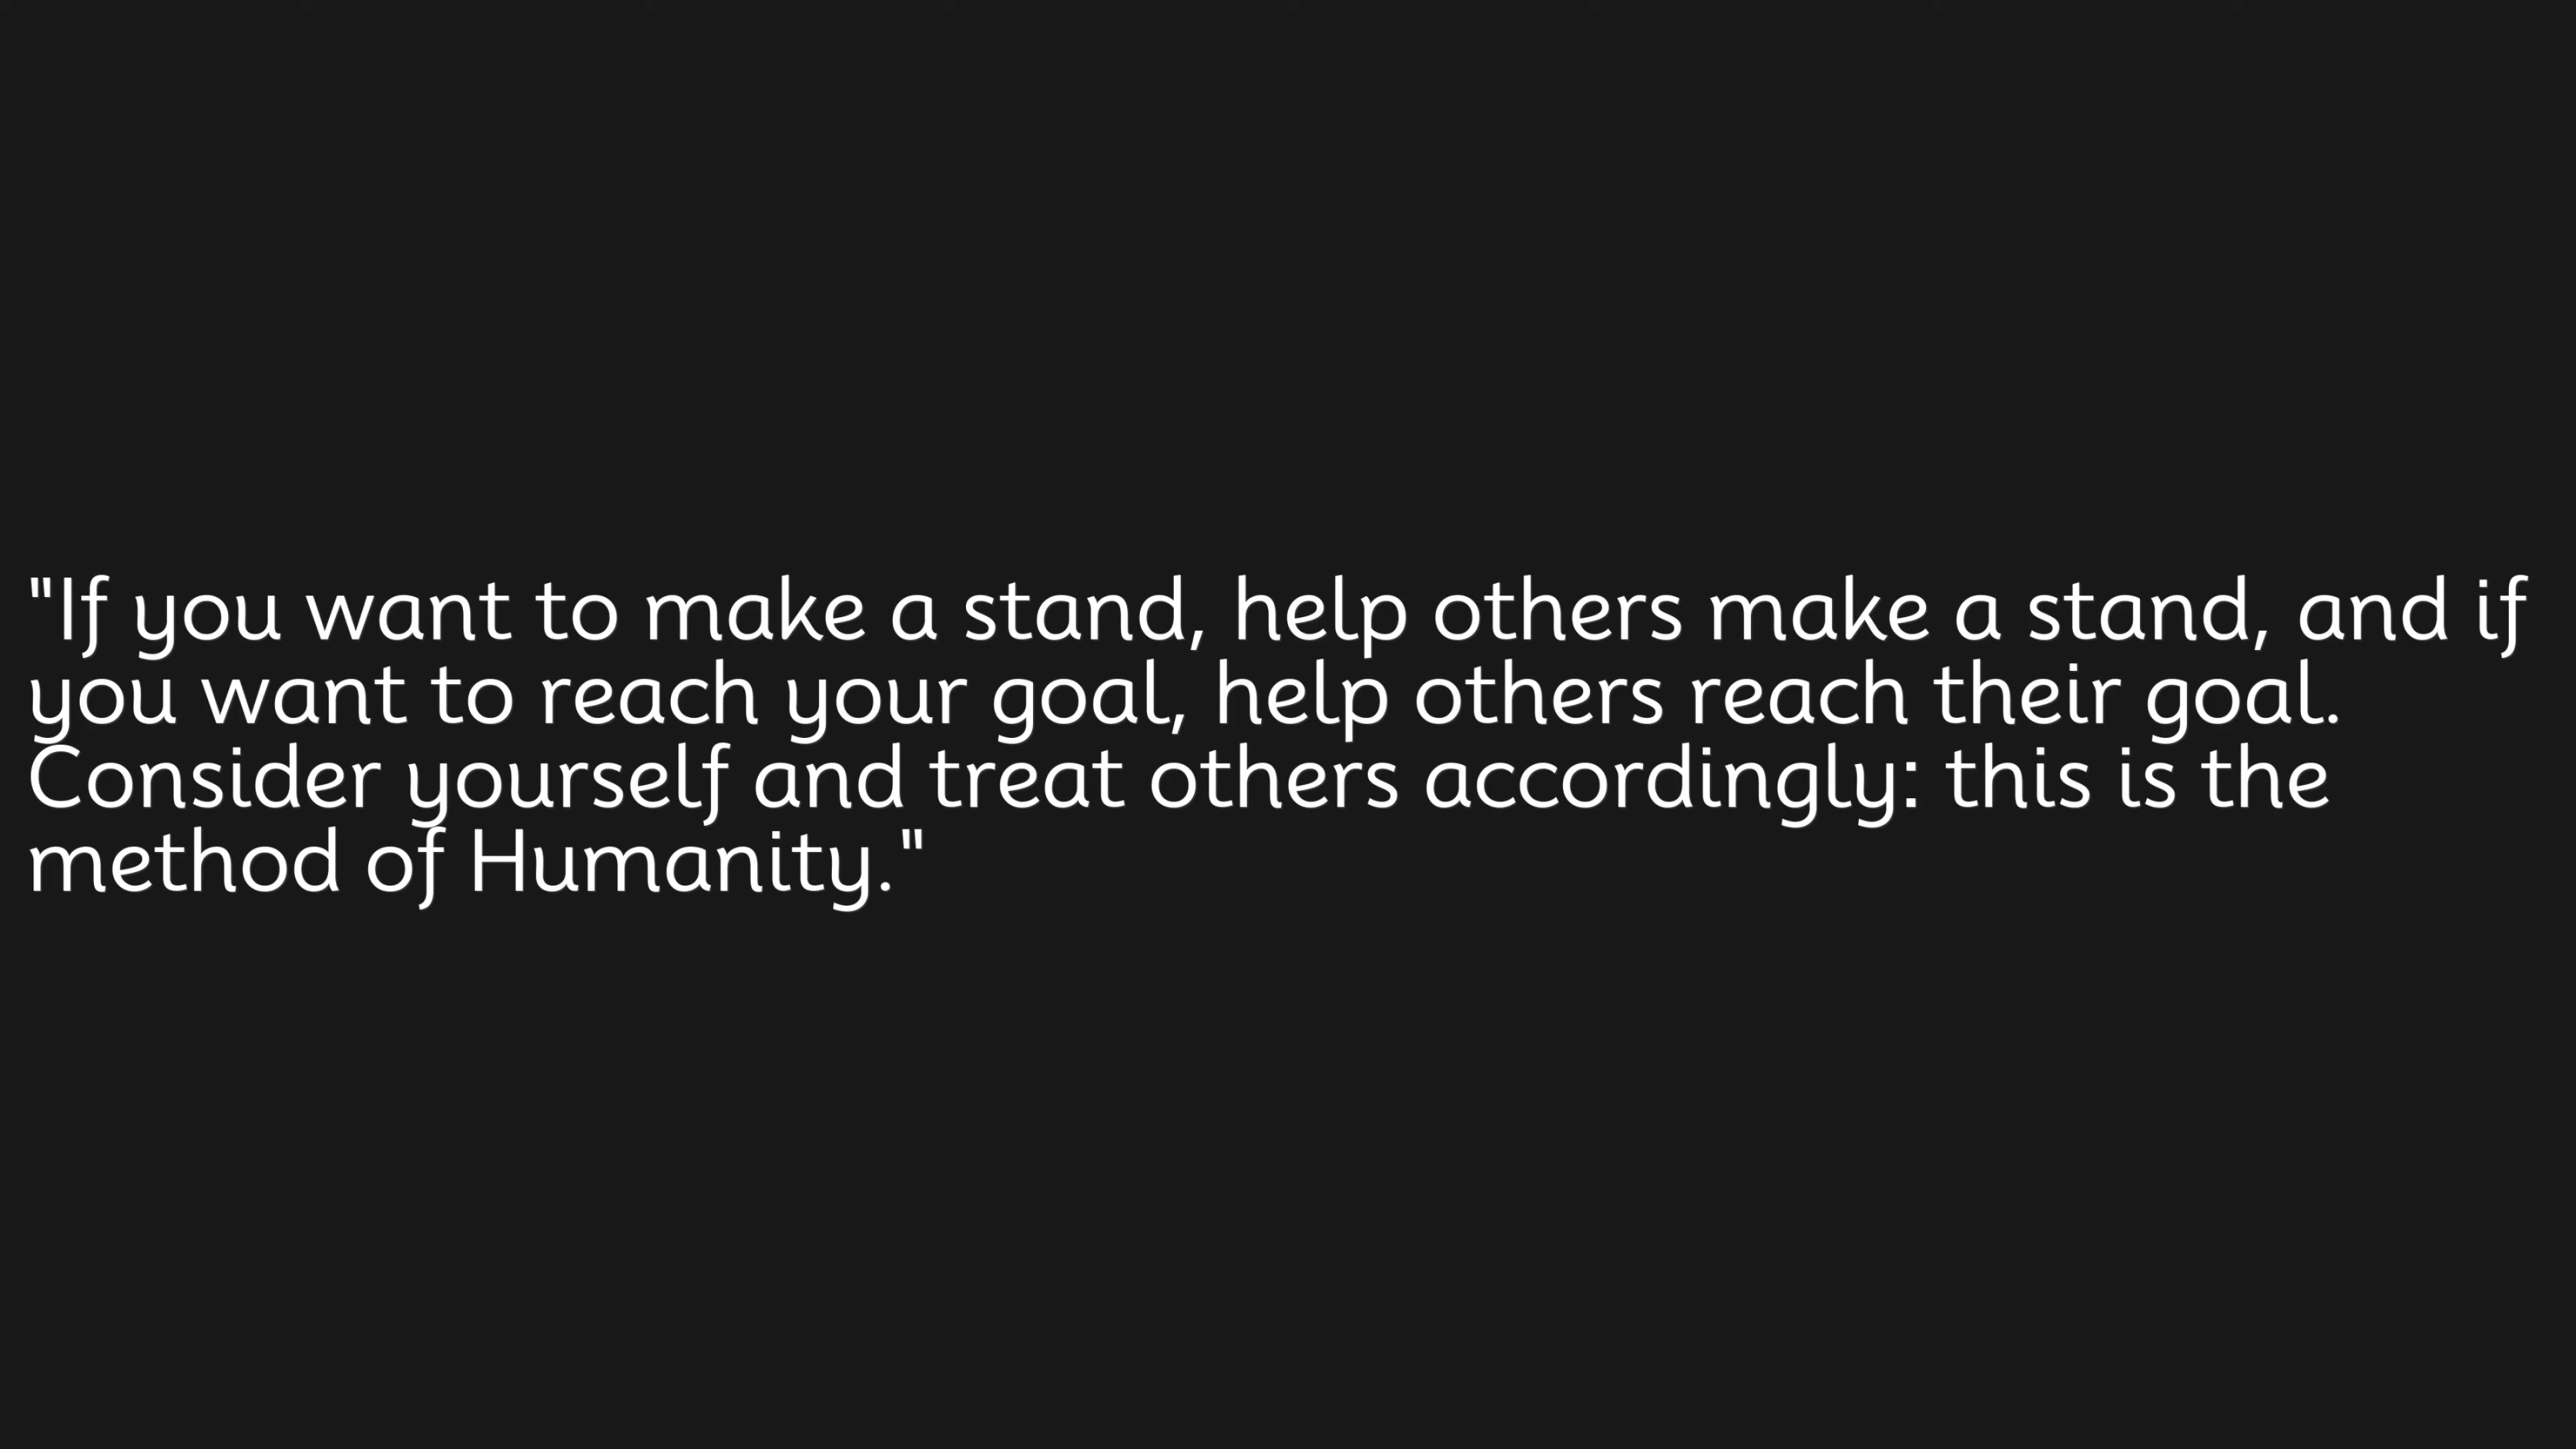 "If you want to make a stand, help others make a stand, and if
you want to reach your goal, help others reach their goal.
Consider yourself and treat others accordingly: this is the
method of Humanity."